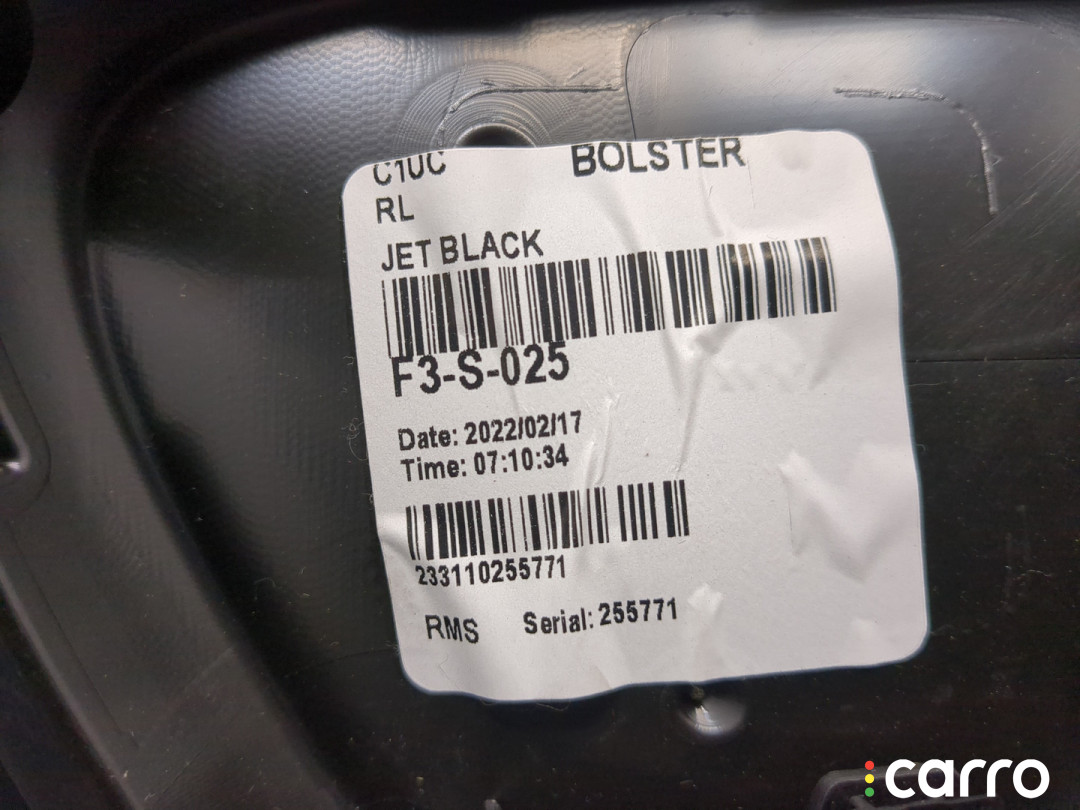 C1UC BOLSTER
RL
JET BLACK
F3-S-025
Date: 2022/02/17
Time: 07:10:34
233110255771
RMS Serial: 255771
carro